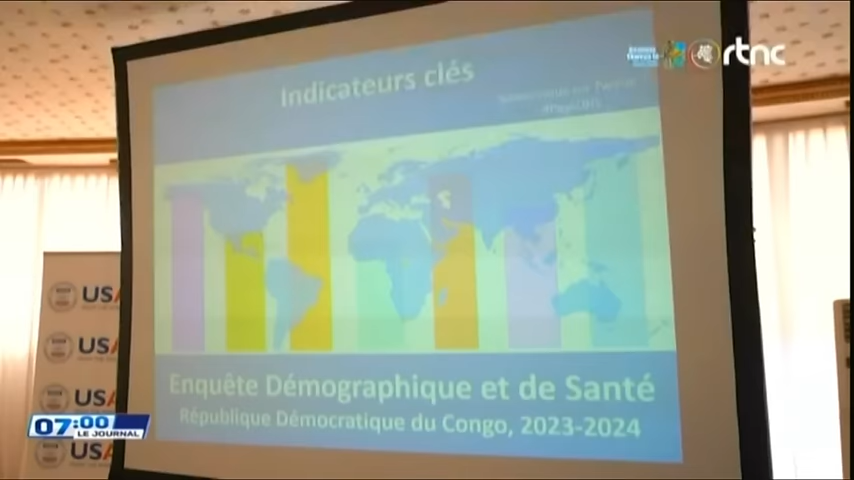 rtnc
Indicateurs clés
Enquête Démographique et de Santé
République Démocratique du Congo, 2023-2024
USA
USA
USA
USA
07:00
LE JOURNAL